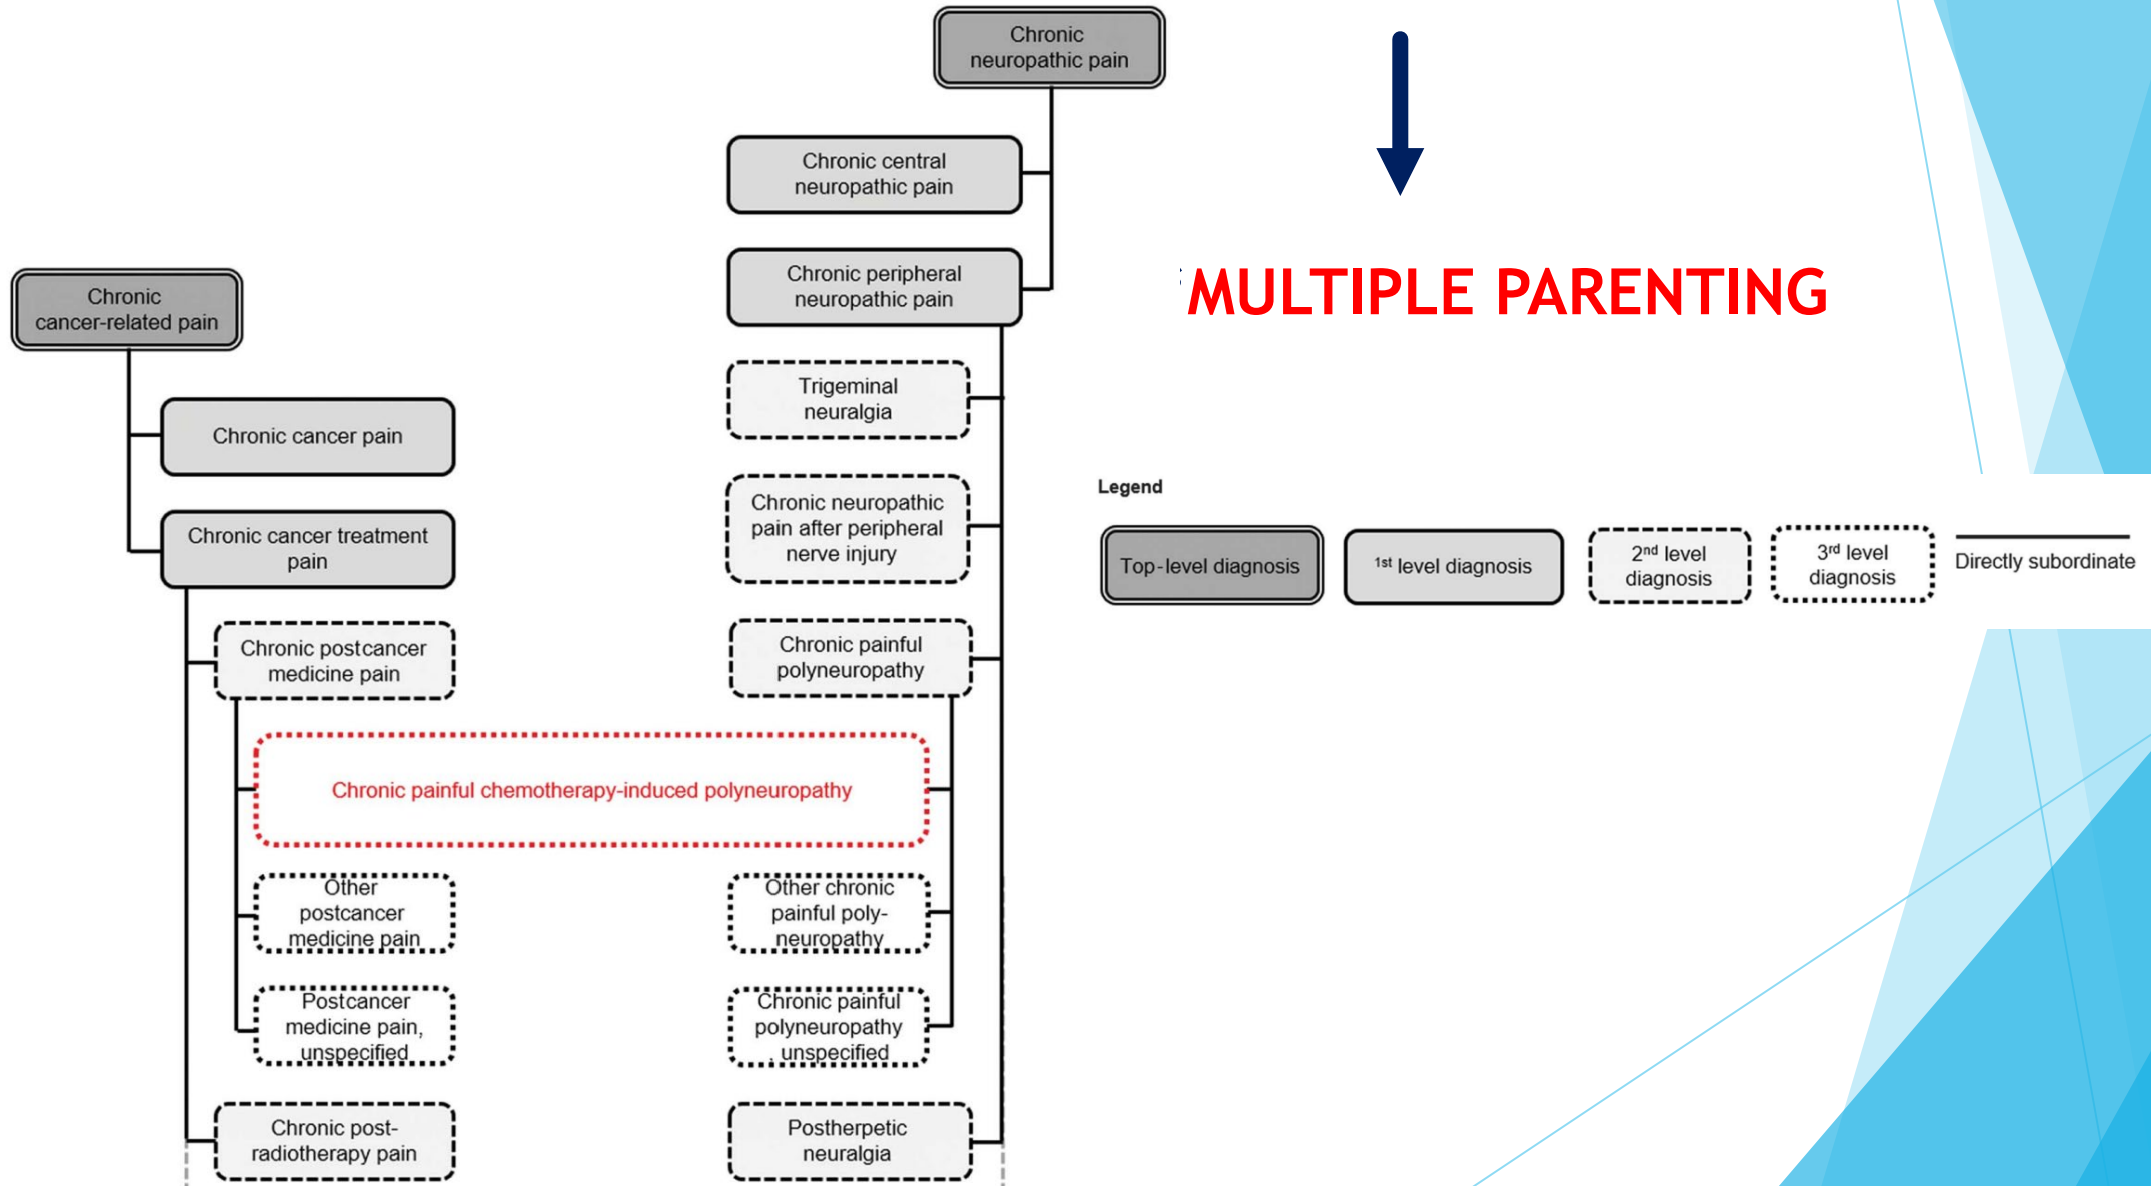 Chronic
neuropathic pain
Chronic central
neuropathic pain
Chronic peripheral
neuropathic pain
MULTIPLE PARENTING
Chronic
cancer-related pain
Trigeminal
neuralgia
Chronic cancer pain
Chronic neuropathic
pain after peripheral
nerve injury
Chronic cancer treatment
pain
Legend
Top-level diagnosis
1st level diagnosis
2nd level
diagnosis
3rd level
diagnosis
Directly subordinate
Chronic postcancer
medicine pain
Chronic painful
polyneuropathy
Chronic painful chemotherapy-induced polyneuropathy
Other
postcancer
medicine pain
Other chronic
painful poly-
neuropathy
Postcancer
medicine pain,
unspecified
Chronic painful
polyneuropathy
, unspecified
Chronic post-
radiotherapy pain
Postherpetic
neuralgia